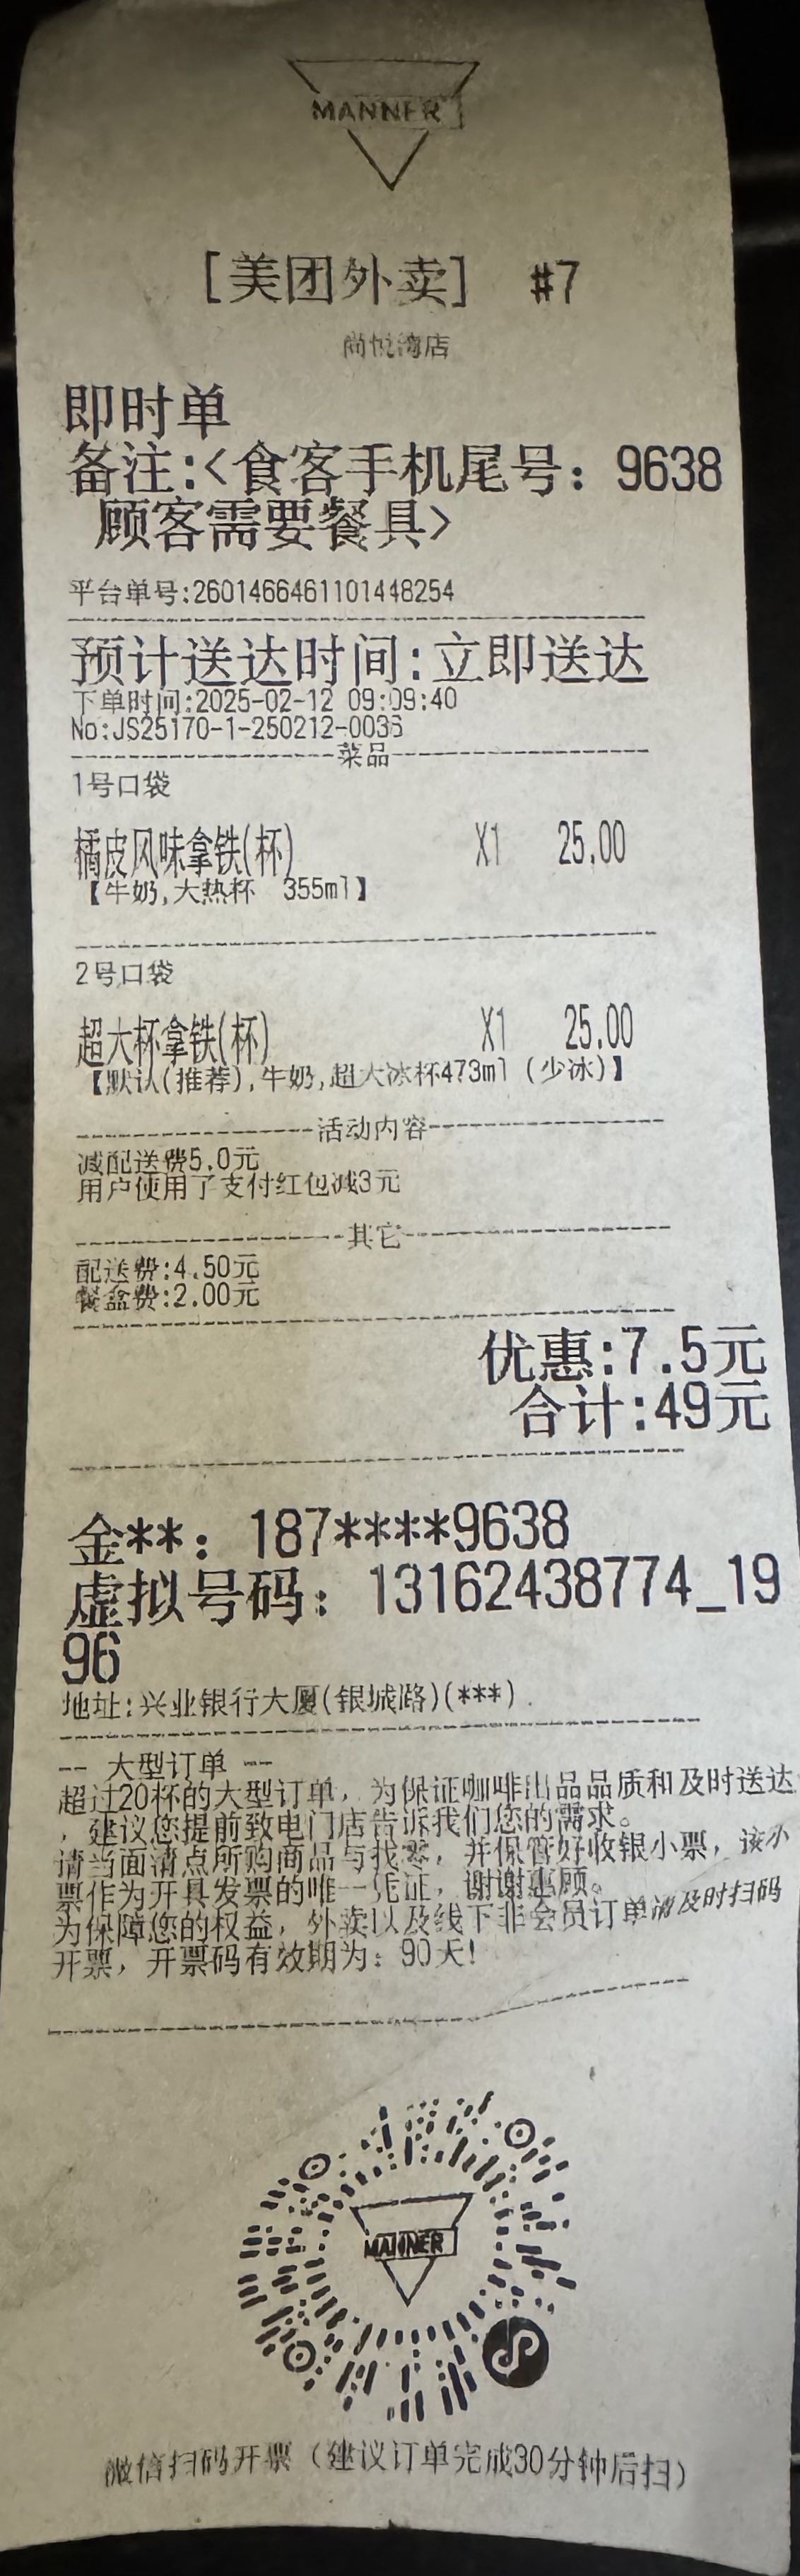 MANNER
[美团外卖] #7
尚悦湾店
即时单
备注:<食客手机尾号: 9638
顾客需要餐具>
平台单号:2601466461101448254
预计送达时间:立即送达
下单时间:2025-02-12 09:09:40
No:JS25170-1-250212-0036
菜品
1号口袋
橘皮风味拿铁(杯) X1 25.00
【牛奶,大热杯 355ml】
2号口袋
超大杯拿铁(杯) X1 25.00
【默认(推荐),牛奶,超大冰杯473ml (少冰)】
活动内容
减配送费5.0元
用户使用了支付红包减3元
其它
配送费:4.50元
餐盒费:2.00元
优惠:7.5元
合计:49元
金**: 187****9638
虚拟号码: 13162438774_19
96
地址:兴业银行大厦(银城路)(***).
-- 大型订单 --
超过20杯的大型订单, 为保证咖啡出品品质和及时送达
, 建议您提前致电门店告诉我们您的需求。
请当面清点所购商品与找零, 并保管好收银小票, 该小
票作为开具发票的唯一凭证, 谢谢惠顾。
为保障您的权益, 外卖以及线下非会员订单请及时扫码
开票, 开票码有效期为: 90天!
MANNER
微信扫码开票 (建议订单完成30分钟后扫)